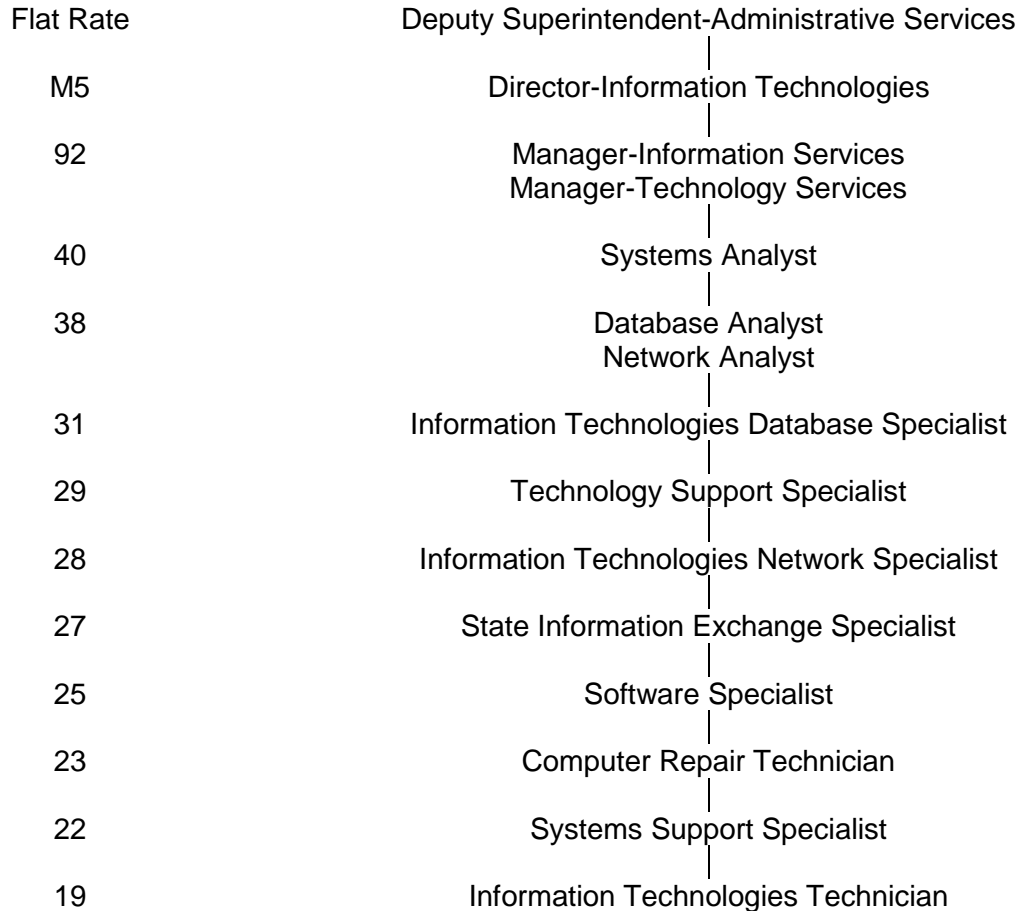 Flat Rate Deputy Superintendent-Administrative Services
M5 Director-Information Technologies
92 Manager-Information Services
Manager-Technology Services
40 Systems Analyst
38 Database Analyst
Network Analyst
31 Information Technologies Database Specialist
29 Technology Support Specialist
28 Information Technologies Network Specialist
27 State Information Exchange Specialist
25 Software Specialist
23 Computer Repair Technician
22 Systems Support Specialist
19 Information Technologies Technician